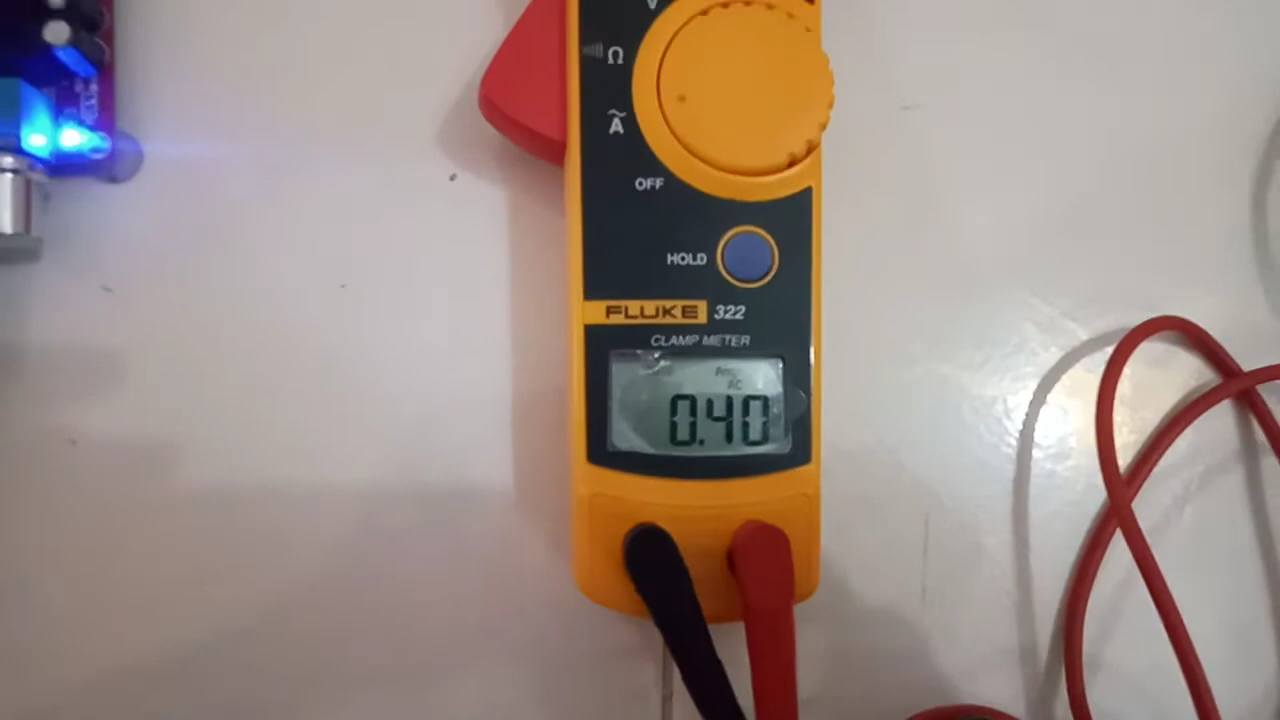 V
Ω
Ã
OFF
HOLD
FLUKE 322
CLAMP METER
AC
0.40